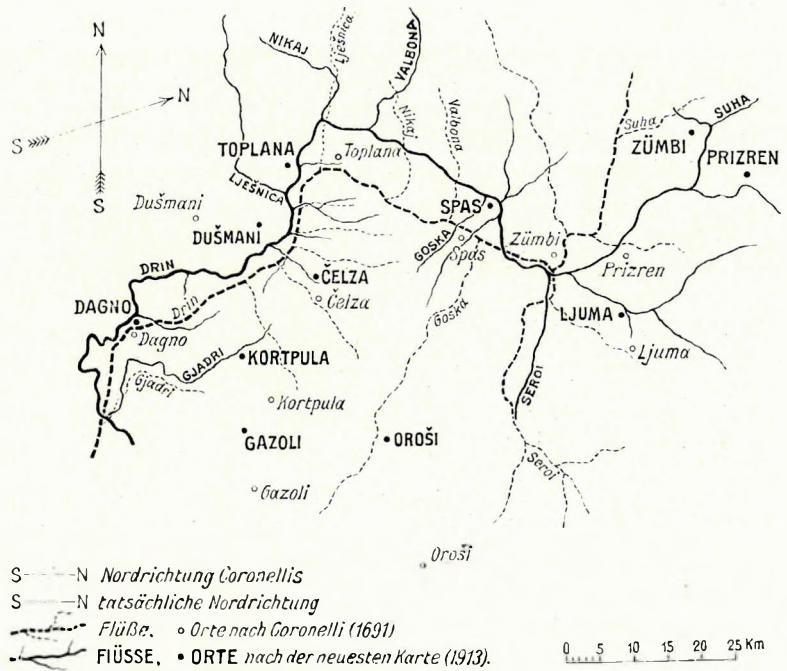 N
NIKAJ
Lješnica
VALBONA
S N
Nikaj
Valbona
Suha
SUHA
TOPLANA
Toplana
ZÜMBI
PRIZREN
S
LJEŠNICA
Dušmani
DUŠMANI
SPAS
GOSKA
Spas
Zümbi
Prizren
DRIN
ČELZA
Čelza
Drin
DAGNO
Dagno
Goska
LJUMA
Ljuma
GJADRI
KORTPULA
Gjadri
SEROI
Kortpula
GAZOLI
OROŠI
Seroi
Gazoli
Oroši
S N Nordrichtung Coronellis
S N tatsächliche Nordrichtung
Flüße. Orte nach Coronelli (1691)
FlÜSSE, ORTE nach der neuesten Karte (1913).
0 5 10 15 20 25 Km